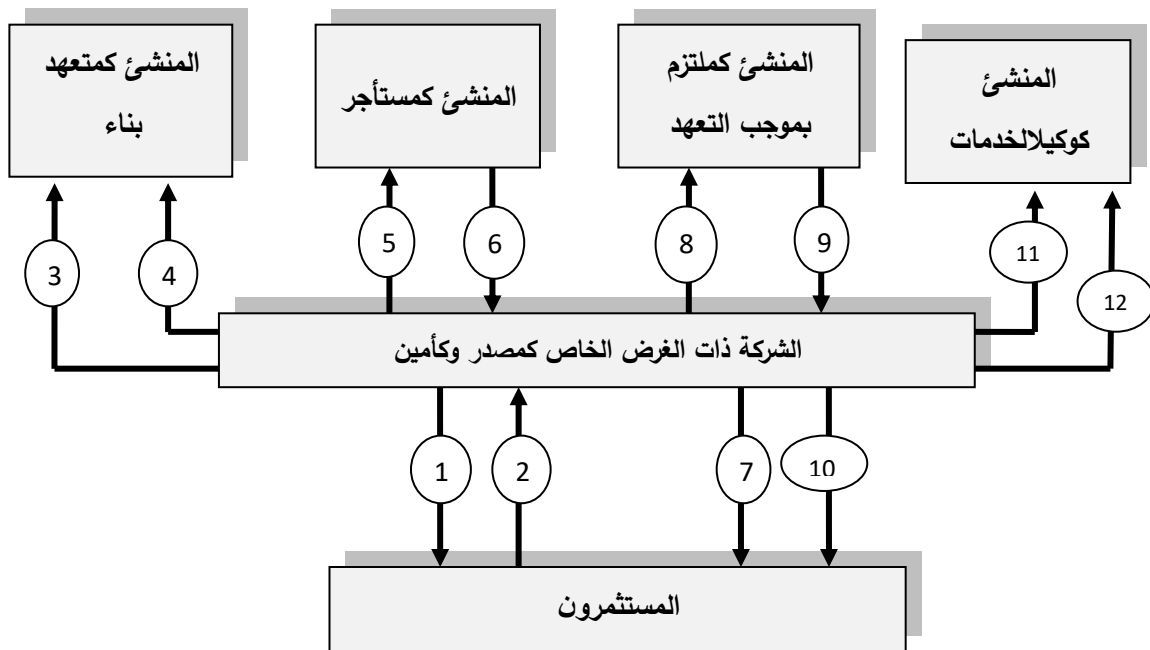 المنشئ كمتعهد
بناء
المنشئ كمستأجر
المنشئ كملتزم
بموجب التعهد
المنشئ
كوكيلالخدمات
3
4
5
6
8
9
11
12
الشركة ذات الغرض الخاص كمصدر وكأمين
1
2
7
10
المستثمرون